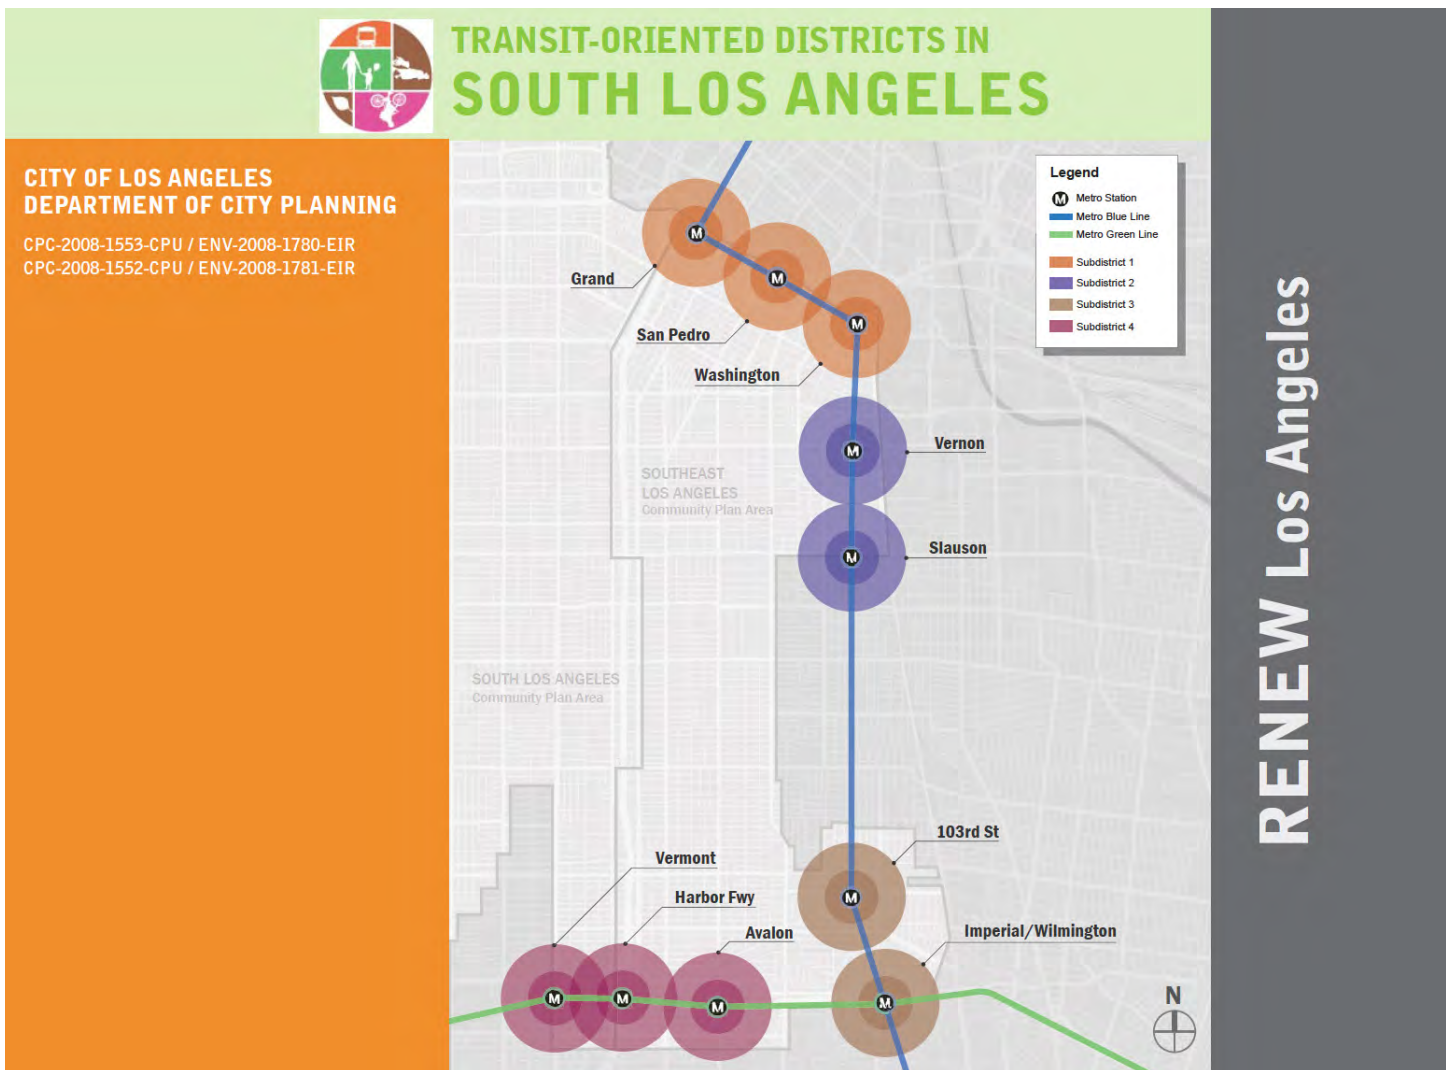 TRANSIT-ORIENTED DISTRICTS IN
SOUTH LOS ANGELES
CITY OF LOS ANGELES
DEPARTMENT OF CITY PLANNING
CPC-2008-1553-CPU / ENV-2008-1780-EIR
CPC-2008-1552-CPU / ENV-2008-1781-EIR
Legend
M Metro Station
Metro Blue Line
Metro Green Line
Subdistrict 1
Subdistrict 2
Subdistrict 3
Subdistrict 4
M
Grand
M
San Pedro
M
Washington
M
Vernon
SOUTHEAST
LOS ANGELES
Community Plan Area
M
Slauson
SOUTH LOS ANGELES
Community Plan Area
103rd St
M
Vermont
Harbor Fwy
Avalon
Imperial/Wilmington
M
M
M
M
N
RENEW Los Angeles